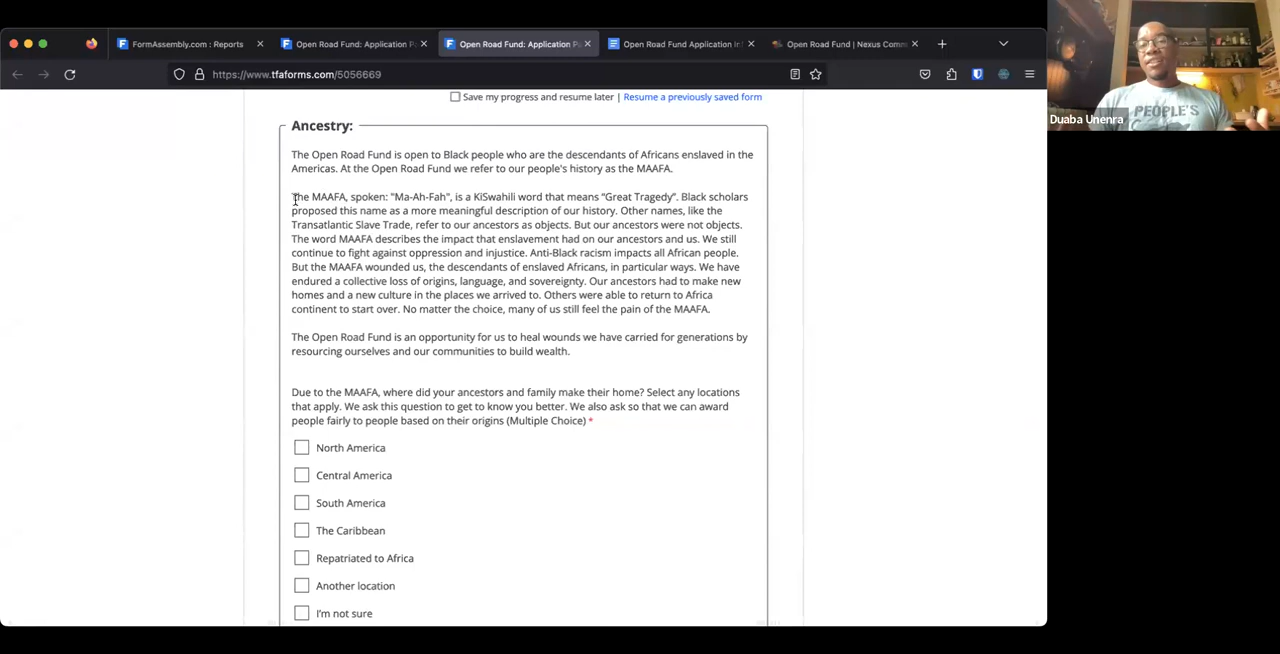 FormAssembly.com : Reports
Open Road Fund: Application P
Open Road Fund: Application P
Open Road Fund Application In
Open Road Fund | Nexus Comm
https://www.tfaforms.com/5056669
Save my progress and resume later | Resume a previously saved form
Ancestry:
The Open Road Fund is open to Black people who are the descendants of Africans enslaved in the
Americas. At the Open Road Fund we refer to our people's history as the MAAFA.
The MAAFA, spoken: "Ma-Ah-Fah", is a KiSwahili word that means “Great Tragedy”. Black scholars
proposed this name as a more meaningful description of our history. Other names, like the
Transatlantic Slave Trade, refer to our ancestors as objects. But our ancestors were not objects.
The word MAAFA describes the impact that enslavement had on our ancestors and us. We still
continue to fight against oppression and injustice. Anti-Black racism impacts all African people.
But the MAAFA wounded us, the descendants of enslaved Africans, in particular ways. We have
endured a collective loss of origins, language, and sovereignty. Our ancestors had to make new
homes and a new culture in the places we arrived to. Others were able to return to Africa
continent to start over. No matter the choice, many of us still feel the pain of the MAAFA.
The Open Road Fund is an opportunity for us to heal wounds we have carried for generations by
resourcing ourselves and our communities to build wealth.
Due to the MAAFA, where did your ancestors and family make their home? Select any locations
that apply. We ask this question to get to know you better. We also ask so that we can award
people fairly to people based on their origins (Multiple Choice) *
North America
Central America
South America
The Caribbean
Repatriated to Africa
Another location
I'm not sure
PEOPLE'S
Duaba Unenra